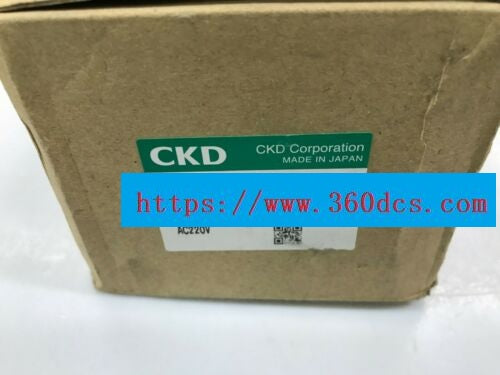 CKD
CKD Corporation
MADE IN JAPAN
https://www.360dcs.com
AC220V